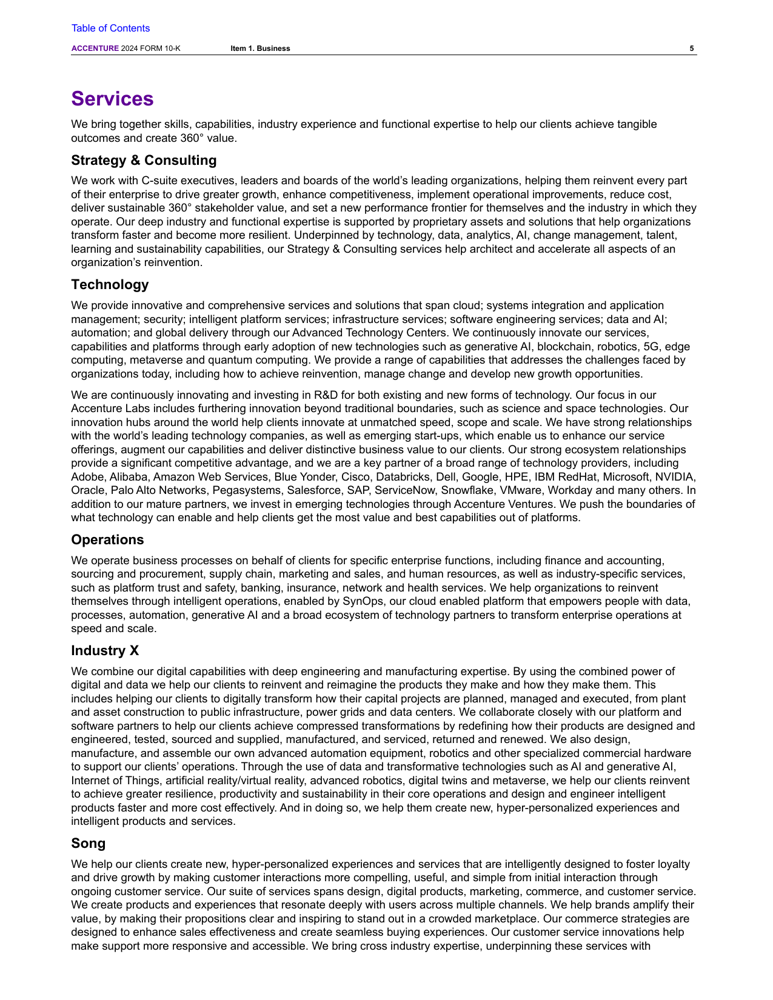 Table of Contents
ACCENTURE 2024 FORM 10-K Item 1. Business 5
Services
We bring together skills, capabilities, industry experience and functional expertise to help our clients achieve tangible
outcomes and create 360° value.
Strategy & Consulting
We work with C-suite executives, leaders and boards of the world’s leading organizations, helping them reinvent every part
of their enterprise to drive greater growth, enhance competitiveness, implement operational improvements, reduce cost,
deliver sustainable 360° stakeholder value, and set a new performance frontier for themselves and the industry in which they
operate. Our deep industry and functional expertise is supported by proprietary assets and solutions that help organizations
transform faster and become more resilient. Underpinned by technology, data, analytics, AI, change management, talent,
learning and sustainability capabilities, our Strategy & Consulting services help architect and accelerate all aspects of an
organization’s reinvention.
Technology
We provide innovative and comprehensive services and solutions that span cloud; systems integration and application
management; security; intelligent platform services; infrastructure services; software engineering services; data and AI;
automation; and global delivery through our Advanced Technology Centers. We continuously innovate our services,
capabilities and platforms through early adoption of new technologies such as generative AI, blockchain, robotics, 5G, edge
computing, metaverse and quantum computing. We provide a range of capabilities that addresses the challenges faced by
organizations today, including how to achieve reinvention, manage change and develop new growth opportunities.
We are continuously innovating and investing in R&D for both existing and new forms of technology. Our focus in our
Accenture Labs includes furthering innovation beyond traditional boundaries, such as science and space technologies. Our
innovation hubs around the world help clients innovate at unmatched speed, scope and scale. We have strong relationships
with the world’s leading technology companies, as well as emerging start-ups, which enable us to enhance our service
offerings, augment our capabilities and deliver distinctive business value to our clients. Our strong ecosystem relationships
provide a significant competitive advantage, and we are a key partner of a broad range of technology providers, including
Adobe, Alibaba, Amazon Web Services, Blue Yonder, Cisco, Databricks, Dell, Google, HPE, IBM RedHat, Microsoft, NVIDIA,
Oracle, Palo Alto Networks, Pegasystems, Salesforce, SAP, ServiceNow, Snowflake, VMware, Workday and many others. In
addition to our mature partners, we invest in emerging technologies through Accenture Ventures. We push the boundaries of
what technology can enable and help clients get the most value and best capabilities out of platforms.
Operations
We operate business processes on behalf of clients for specific enterprise functions, including finance and accounting,
sourcing and procurement, supply chain, marketing and sales, and human resources, as well as industry-specific services,
such as platform trust and safety, banking, insurance, network and health services. We help organizations to reinvent
themselves through intelligent operations, enabled by SynOps, our cloud enabled platform that empowers people with data,
processes, automation, generative AI and a broad ecosystem of technology partners to transform enterprise operations at
speed and scale.
Industry X
We combine our digital capabilities with deep engineering and manufacturing expertise. By using the combined power of
digital and data we help our clients to reinvent and reimagine the products they make and how they make them. This
includes helping our clients to digitally transform how their capital projects are planned, managed and executed, from plant
and asset construction to public infrastructure, power grids and data centers. We collaborate closely with our platform and
software partners to help our clients achieve compressed transformations by redefining how their products are designed and
engineered, tested, sourced and supplied, manufactured, and serviced, returned and renewed. We also design,
manufacture, and assemble our own advanced automation equipment, robotics and other specialized commercial hardware
to support our clients’ operations. Through the use of data and transformative technologies such as AI and generative AI,
Internet of Things, artificial reality/virtual reality, advanced robotics, digital twins and metaverse, we help our clients reinvent
to achieve greater resilience, productivity and sustainability in their core operations and design and engineer intelligent
products faster and more cost effectively. And in doing so, we help them create new, hyper-personalized experiences and
intelligent products and services.
Song
We help our clients create new, hyper-personalized experiences and services that are intelligently designed to foster loyalty
and drive growth by making customer interactions more compelling, useful, and simple from initial interaction through
ongoing customer service. Our suite of services spans design, digital products, marketing, commerce, and customer service.
We create products and experiences that resonate deeply with users across multiple channels. We help brands amplify their
value, by making their propositions clear and inspiring to stand out in a crowded marketplace. Our commerce strategies are
designed to enhance sales effectiveness and create seamless buying experiences. Our customer service innovations help
make support more responsive and accessible. We bring cross industry expertise, underpinning these services with